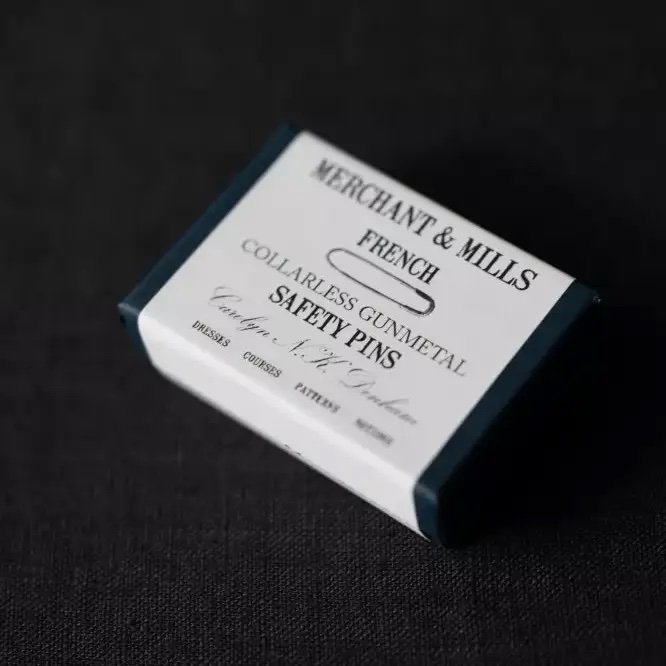 MERCHANT & MILLS
FRENCH
COLLARLESS GUNMETAL
SAFETY PINS
Carolyn N.K. Denham
DRESSES COURSES PATTERNS NOTIONS